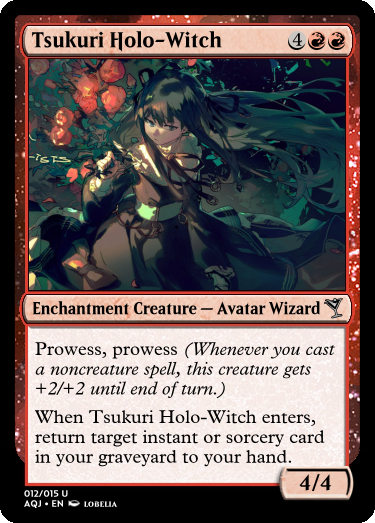 Tsukuri Holo-Witch 4
Enchantment Creature — Avatar Wizard
Prowess, prowess (Whenever you cast
a noncreature spell, this creature gets
+2/+2 until end of turn.)
When Tsukuri Holo-Witch enters,
return target instant or sorcery card
in your graveyard to your hand.
4/4
012/015 U
AQJ • EN LOBELIA